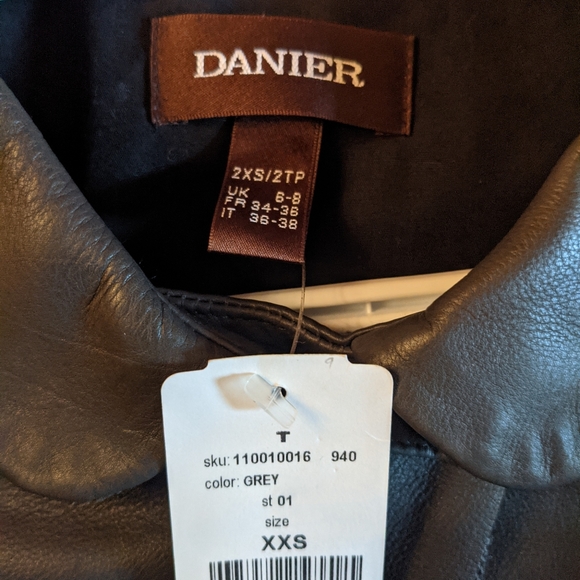 DANIER
2XS/2TP
UK 6-8
FR 34-36
IT 36-38
9
T
sku: 110010016 940
color: GREY
st 01
size
XXS